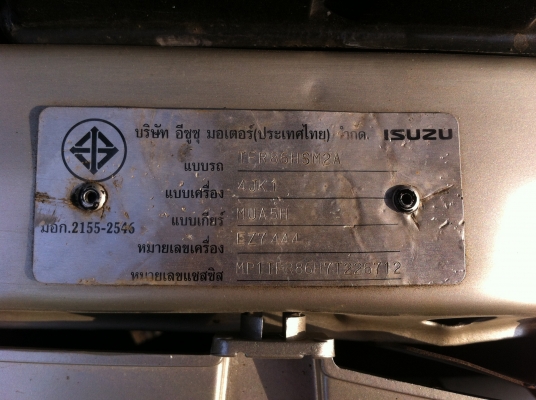 บริษัท อีซูซุ มอเตอร์(ประเทศไทย) จำกัด. ISUZU
แบบรถ
แบบเครื่อง 4JK1
แบบเกียร์ MUA5H
มอก.2155-2546
หมายเลขเครื่อง
หมายเลขแชสซิส